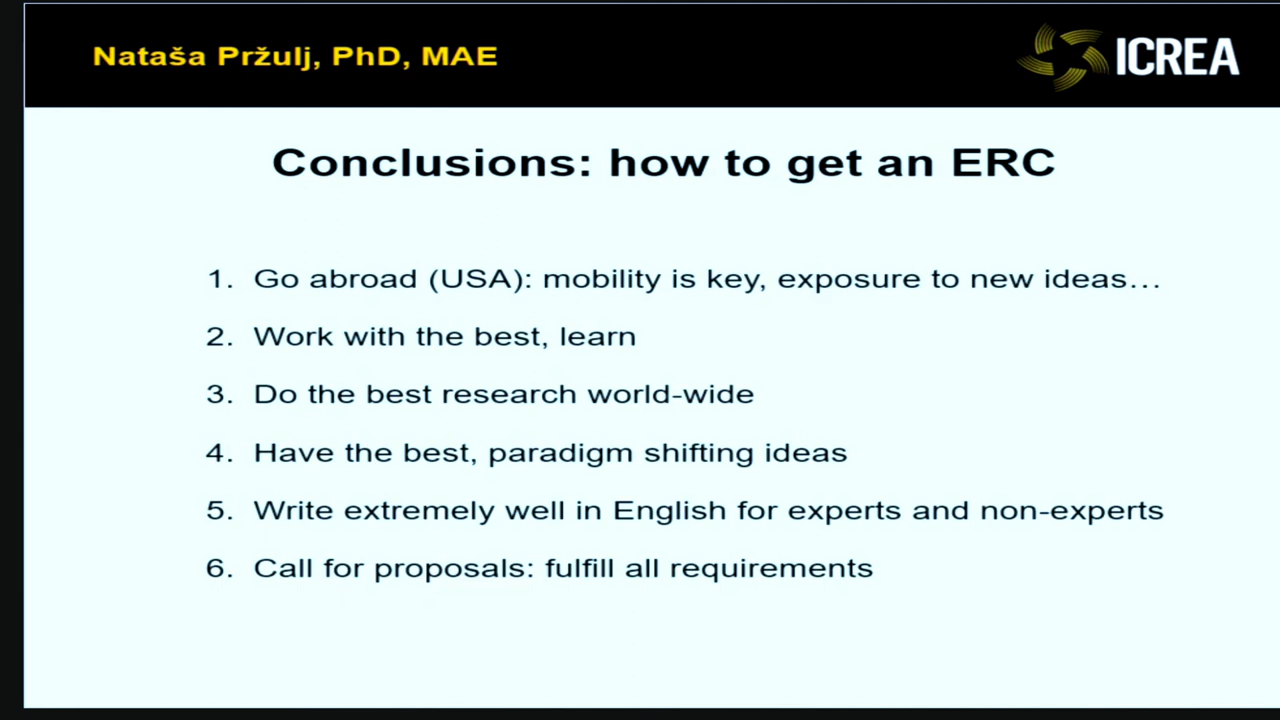 Nataša Pržulj, PhD, MAE
ICREA
Conclusions: how to get an ERC
1. Go abroad (USA): mobility is key, exposure to new ideas…
2. Work with the best, learn
3. Do the best research world-wide
4. Have the best, paradigm shifting ideas
5. Write extremely well in English for experts and non-experts
6. Call for proposals: fulfill all requirements